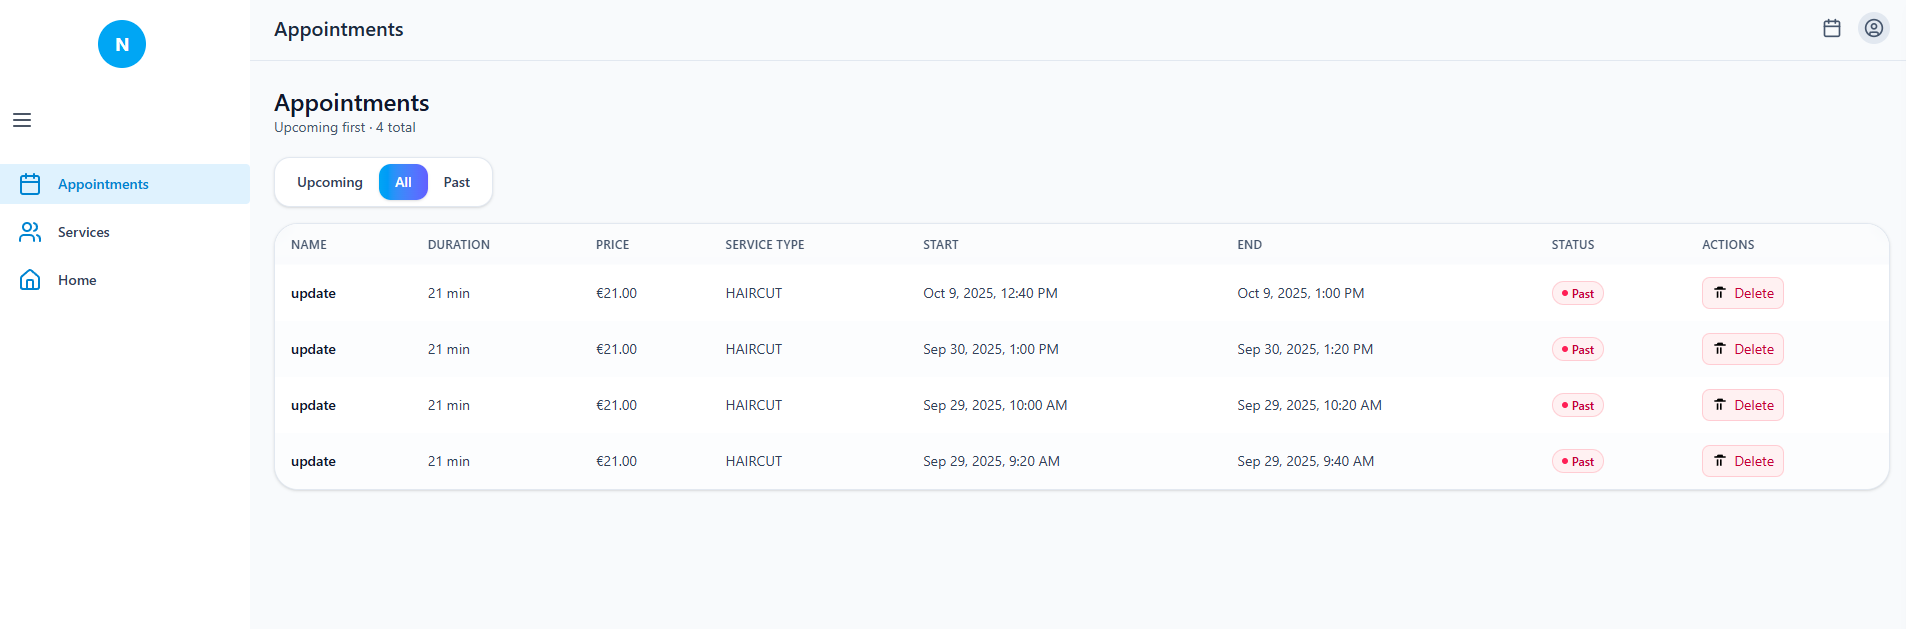 N
Appointments
Appointments
Services
Home
Appointments
Upcoming first · 4 total
Upcoming All Past
NAME DURATION PRICE SERVICE TYPE START END STATUS ACTIONS
update 21 min €21.00 HAIRCUT Oct 9, 2025, 12:40 PM Oct 9, 2025, 1:00 PM Past Delete
update 21 min €21.00 HAIRCUT Sep 30, 2025, 1:00 PM Sep 30, 2025, 1:20 PM Past Delete
update 21 min €21.00 HAIRCUT Sep 29, 2025, 10:00 AM Sep 29, 2025, 10:20 AM Past Delete
update 21 min €21.00 HAIRCUT Sep 29, 2025, 9:20 AM Sep 29, 2025, 9:40 AM Past Delete